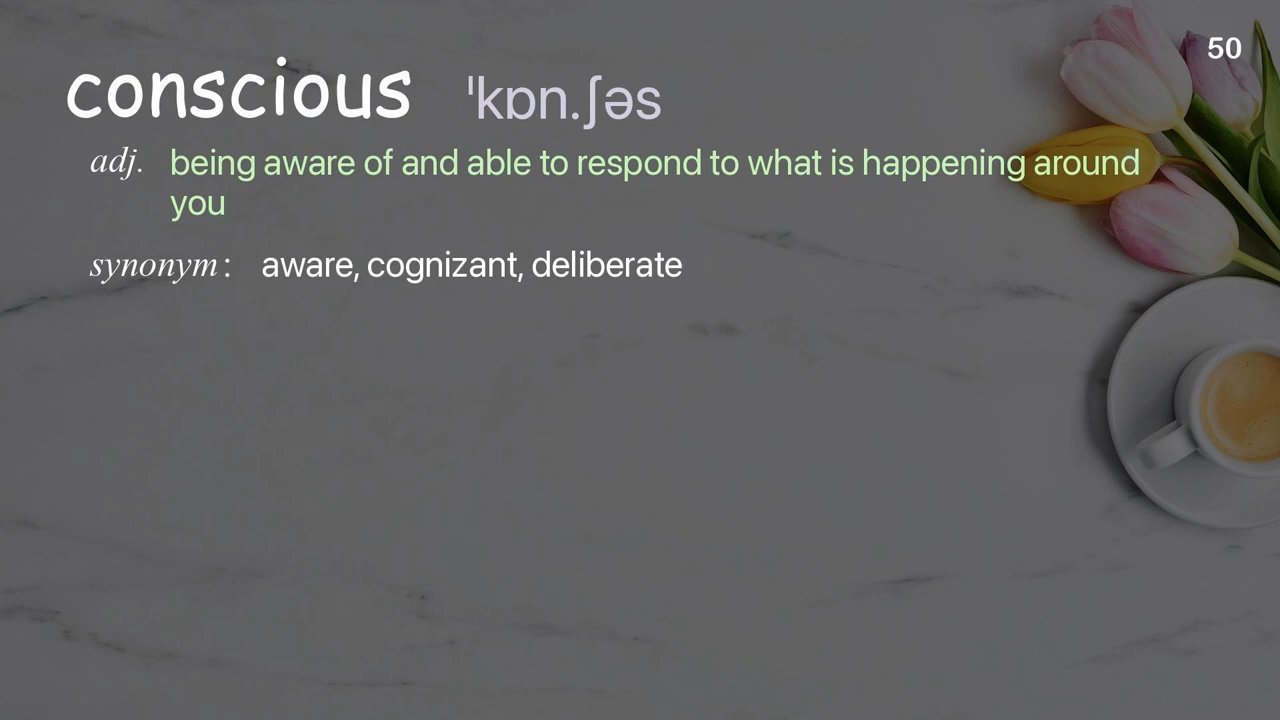 50
conscious ˈkɒn.ʃəs
adj. being aware of and able to respond to what is happening around
you
synonym: aware, cognizant, deliberate